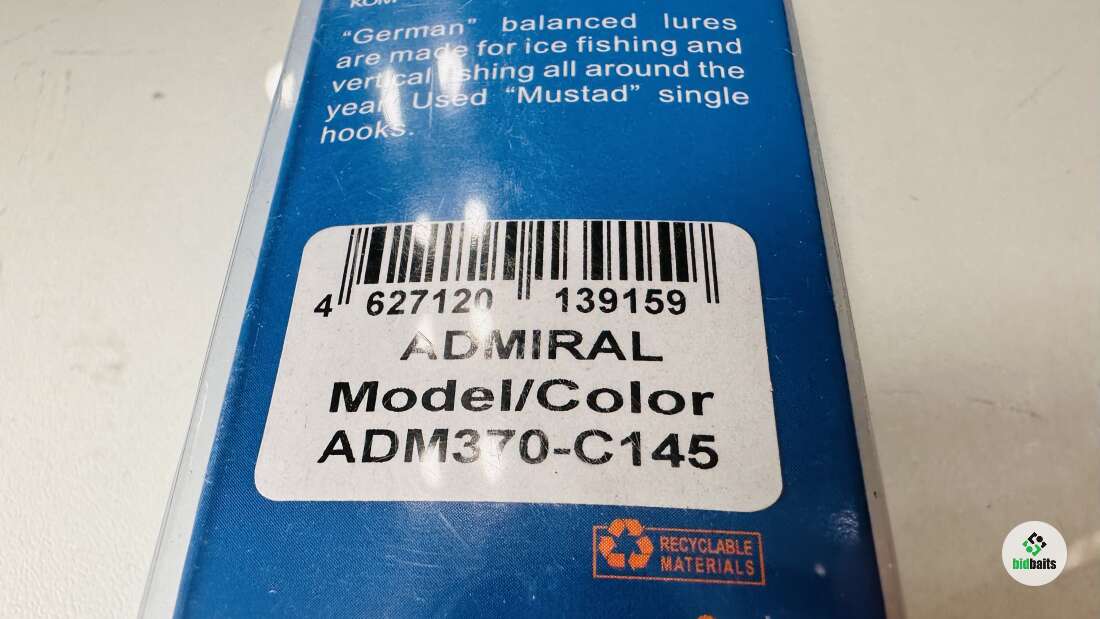 "German" balanced lures
are made for ice fishing and
vertical fishing all around the
year. Used "Mustad" single
hooks.
4 627120 139159
ADMIRAL
Model/Color
ADM370-C145
RECYCLABLE
MATERIALS
bidbaits